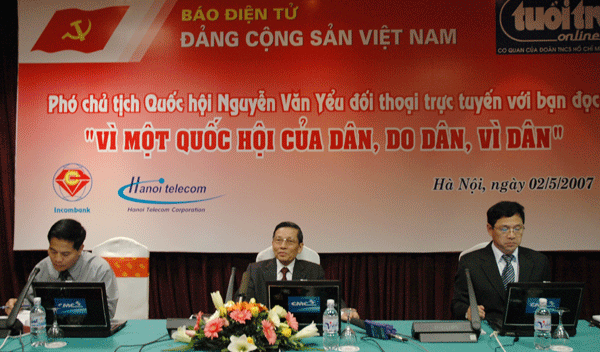 BÁO ĐIỆN TỬ
ĐẢNG CỘNG SẢN VIỆT NAM
tuổi tr
online
CƠ QUAN CỦA ĐOÀN TNCS HỒ CHÍ M
Phó chủ tịch Quốc hội Nguyễn Văn Yểu đối thoại trực tuyến với bạn đọc
"VÌ MỘT QUỐC HỘI CỦA DÂN, DO DÂN, VÌ DÂN"
Incombank
Hanoi telecom
Hanoi Telecom Corporation
Hà Nội, ngày 02/5/2007
CMC
CMC
CMC